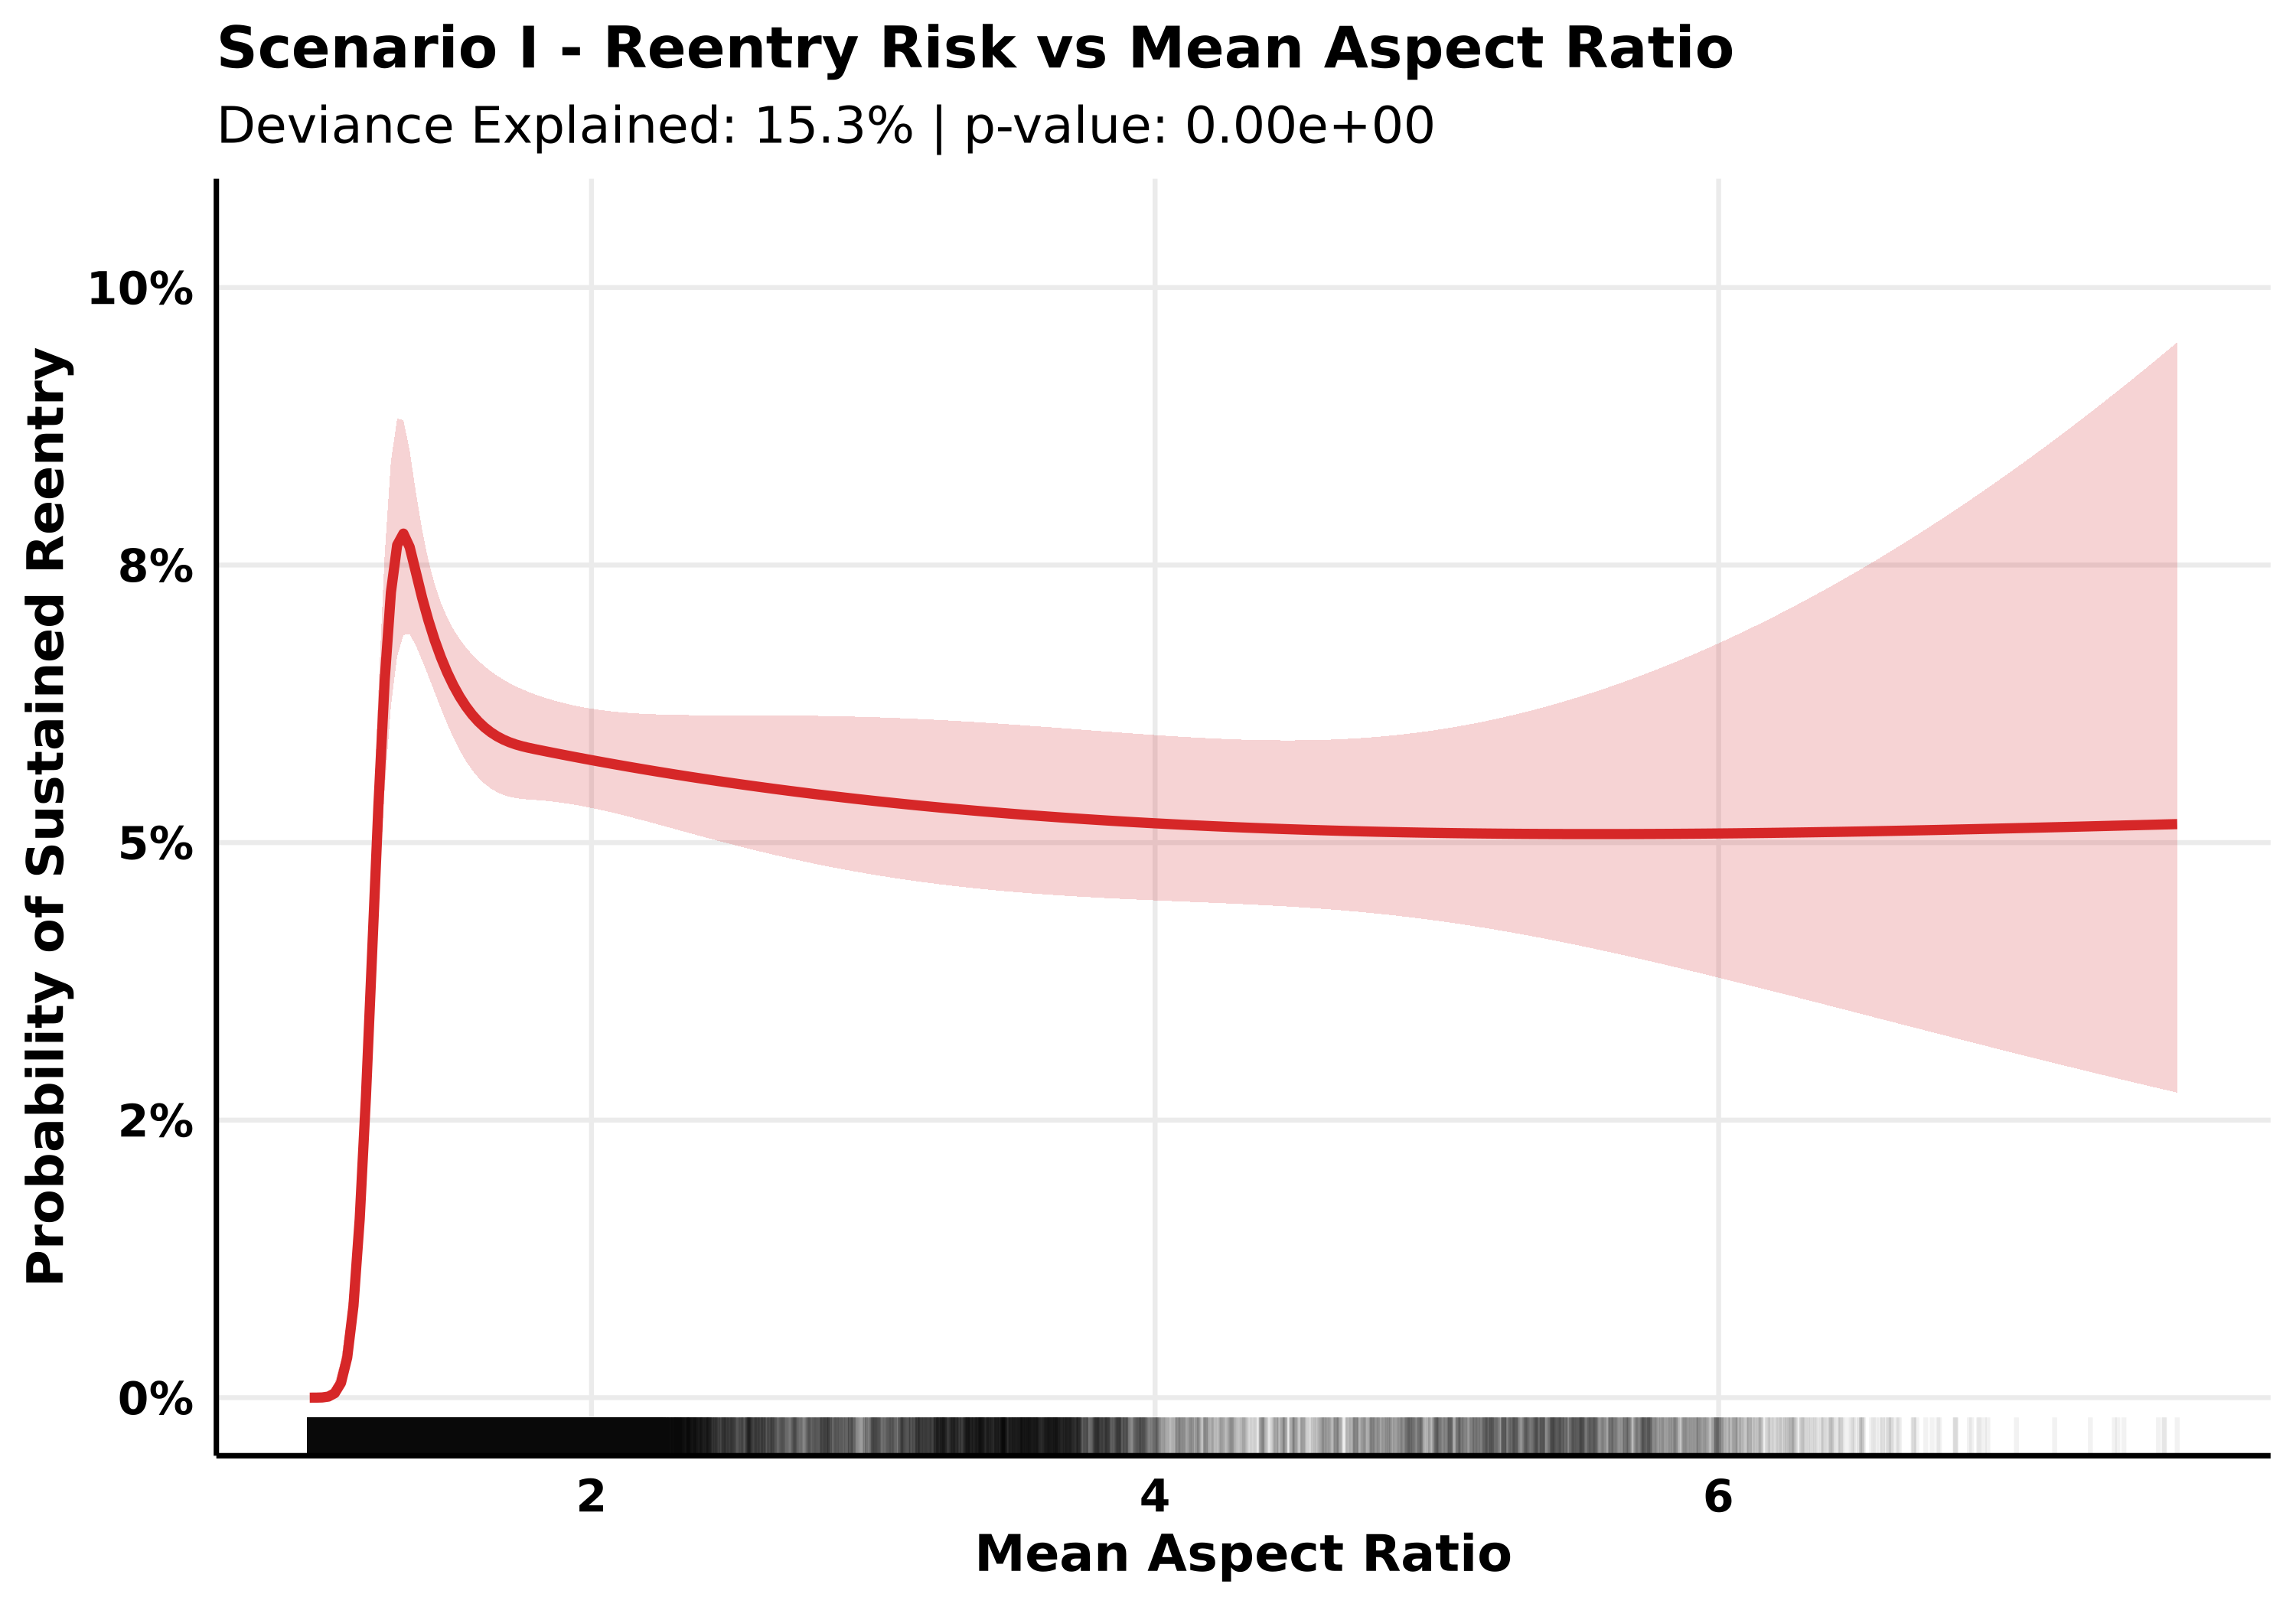 Scenario I - Reentry Risk vs Mean Aspect Ratio
Deviance Explained: 15.3% | p-value: 0.00e+00
Probability of Sustained Reentry
10%
8%
5%
2%
0%
2 4 6
Mean Aspect Ratio